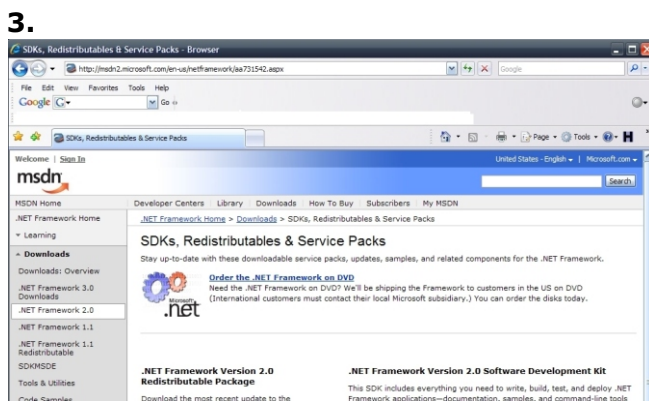 3.
SDKs, Redistributables & Service Packs - Browser
http://msdn2.microsoft.com/en-us/netframework/aa731542.aspx
Google
File Edit View Favorites Tools Help
Google G Go
SDKs, Redistributables & Service Packs
Page Tools
Welcome | Sign In
United States - English | Microsoft.com
msdn
Search
MSDN Home Developer Centers Library Downloads How To Buy Subscribers My MSDN
.NET Framework Home
.NET Framework Home > Downloads > SDKs, Redistributables & Service Packs
Learning
SDKs, Redistributables & Service Packs
Downloads
Stay up-to-date with these downloadable service packs, updates, samples, and related components for the .NET Framework.
Downloads: Overview
.NET Framework 3.0
Downloads
.NET Framework 2.0
.NET Framework 1.1
.NET Framework 1.1
Redistributable
SDKMSDE
Tools & Utilities
Code Samples
Microsoft
.net
Order the .NET Framework on DVD
Need the .NET Framework on DVD? We'll be shipping the Framework to customers in the US on DVD
(International customers must contact their local Microsoft subsidiary.) You can order the disks today.
.NET Framework Version 2.0
Redistributable Package
Download the most recent update to the
.NET Framework Version 2.0 Software Development Kit
This SDK includes everything you need to write, build, test, and deploy .NET
Framework applications—documentation, samples, and command-line tools